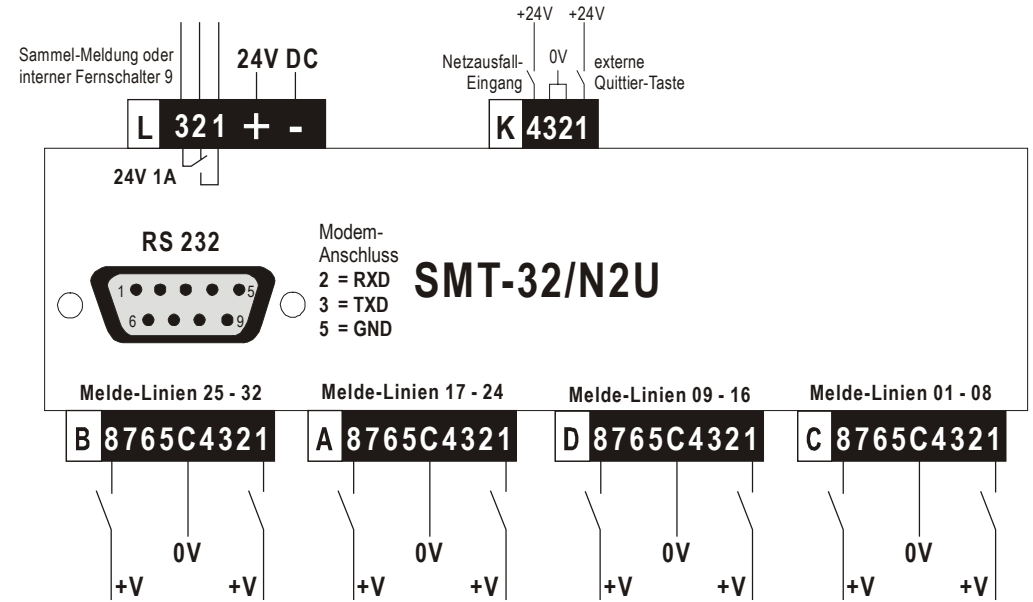 +24V +24V
Sammel-Meldung oder
interner Fernschalter 9
24V DC
Netzausfall-
Eingang
0V
externe
Quittier-Taste
L 321 + -
K 4321
24V 1A
RS 232
1 5
6 9
Modem-
Anschluss
2 = RXD
3 = TXD
5 = GND
SMT-32/N2U
Melde-Linien 25 - 32
Melde-Linien 17 - 24
Melde-Linien 09 - 16
Melde-Linien 01 - 08
B 8765C4321
A 8765C4321
D 8765C4321
C 8765C4321
0V 0V 0V 0V
+V +V +V +V +V +V +V +V